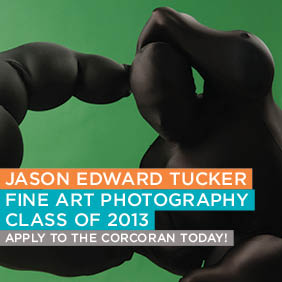 JASON EDWARD TUCKER
FINE ART PHOTOGRAPHY
CLASS OF 2013
APPLY TO THE CORCORAN TODAY!